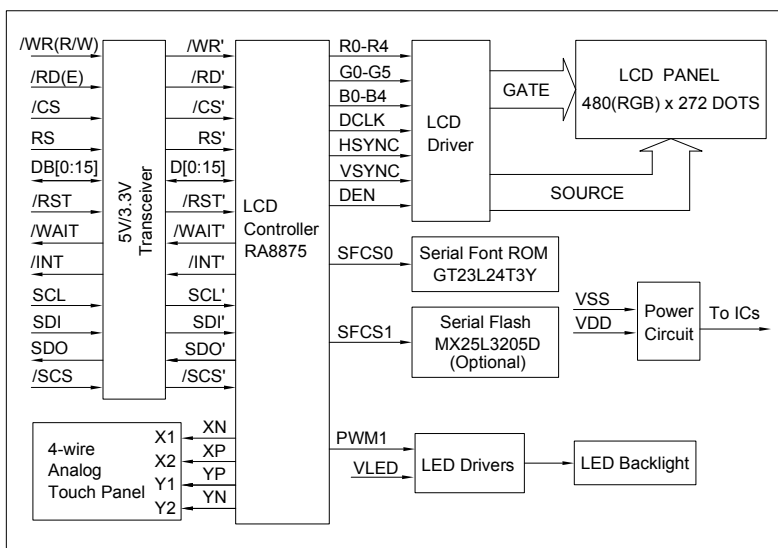 /WR(R/W)
/RD(E)
/CS
RS
DB[0:15]
/RST
/WAIT
/INT
SCL
SDI
SDO
/SCS
5V/3.3V
Transceiver
/WR'
/RD'
/CS'
RS'
D[0:15]
/RST'
/WAIT'
/INT'
SCL'
SDI'
SDO'
/SCS'
LCD
Controller
RA8875
R0-R4
G0-G5
B0-B4
DCLK
HSYNC
VSYNC
DEN
LCD
Driver
GATE
SOURCE
LCD PANEL
480(RGB) x 272 DOTS
SFCS0
Serial Font ROM
GT23L24T3Y
SFCS1
Serial Flash
MX25L3205D
(Optional)
VSS
VDD
Power
Circuit
To ICs
4-wire
Analog
Touch Panel
X1
X2
Y1
Y2
XN
XP
YP
YN
PWM1
VLED
LED Drivers
LED Backlight